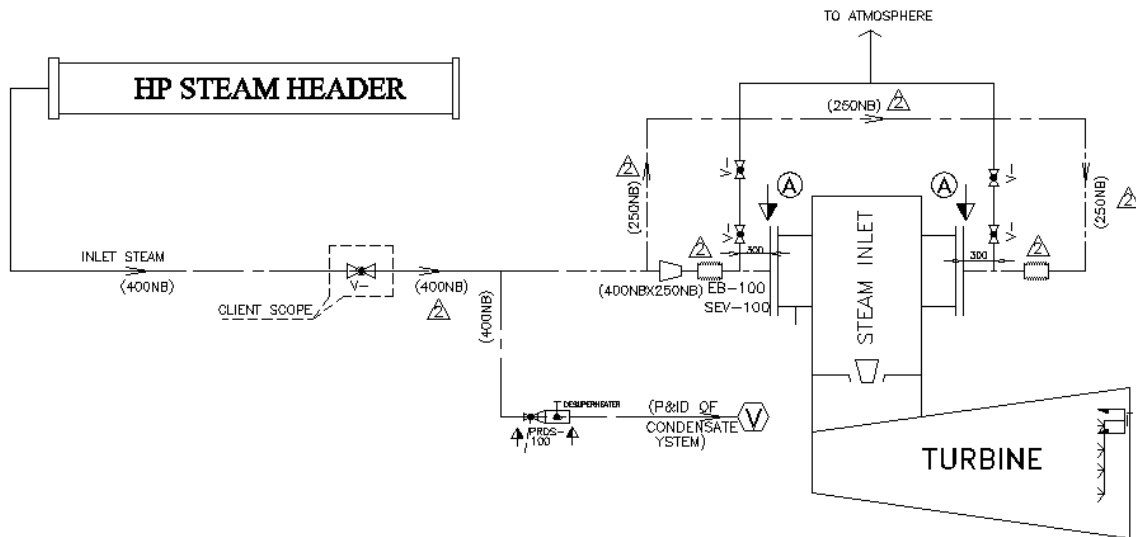 TO ATMOSPHERE
HP STEAM HEADER
(250NB)
2
2
(250NB)
V-
V-
A
A
2
(250NB)
INLET STEAM
(400NB)
V-
CLIENT SCOPE
(400NB)
2
(400NB)
(400NBX250NB)
2
V-
300
EB-100
SEV-100
STEAM INLET
V-
300
2
DESUPERHEATER
PRDS-
100
(P&ID OF
CONDENSATE
YSTEM)
V
TURBINE